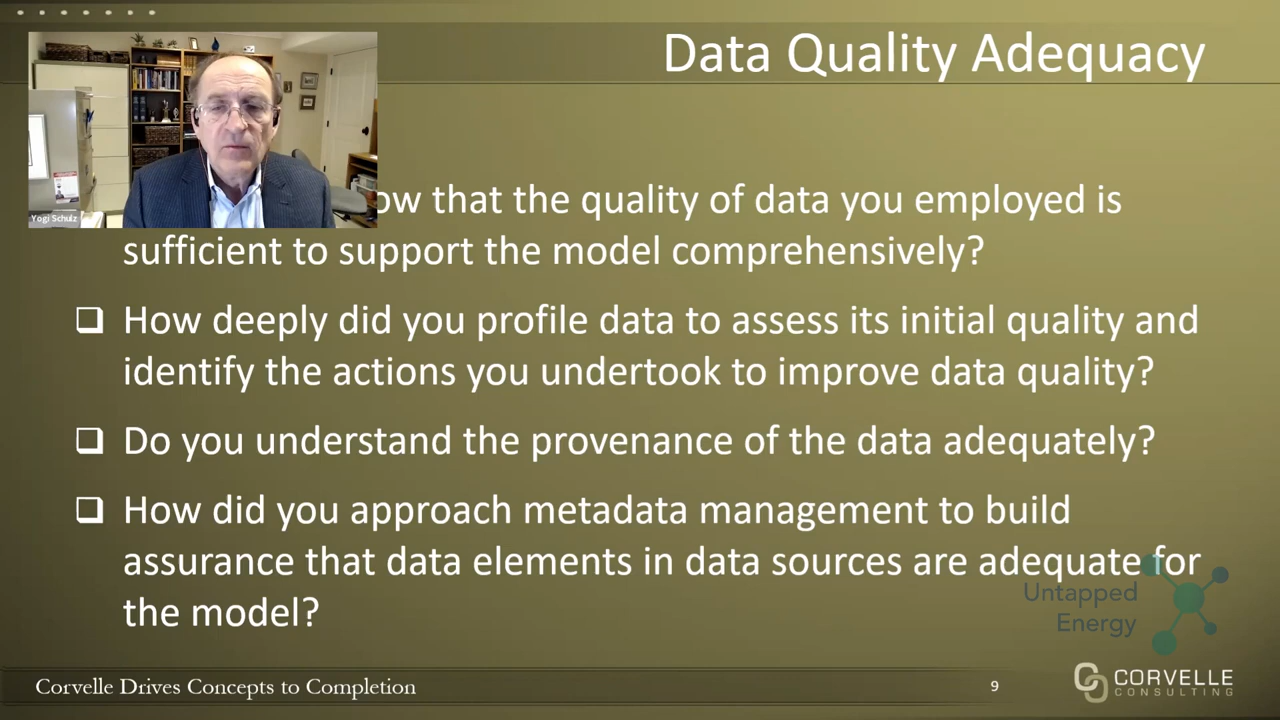 Data Quality Adequacy
Yogi Schulz
ow that the quality of data you employed is
sufficient to support the model comprehensively?
How deeply did you profile data to assess its initial quality and
identify the actions you undertook to improve data quality?
Do you understand the provenance of the data adequately?
How did you approach metadata management to build
assurance that data elements in data sources are adequate for
the model?
Untapped
Energy
Corvelle Drives Concepts to Completion
9
CORVELLE
CONSULTING